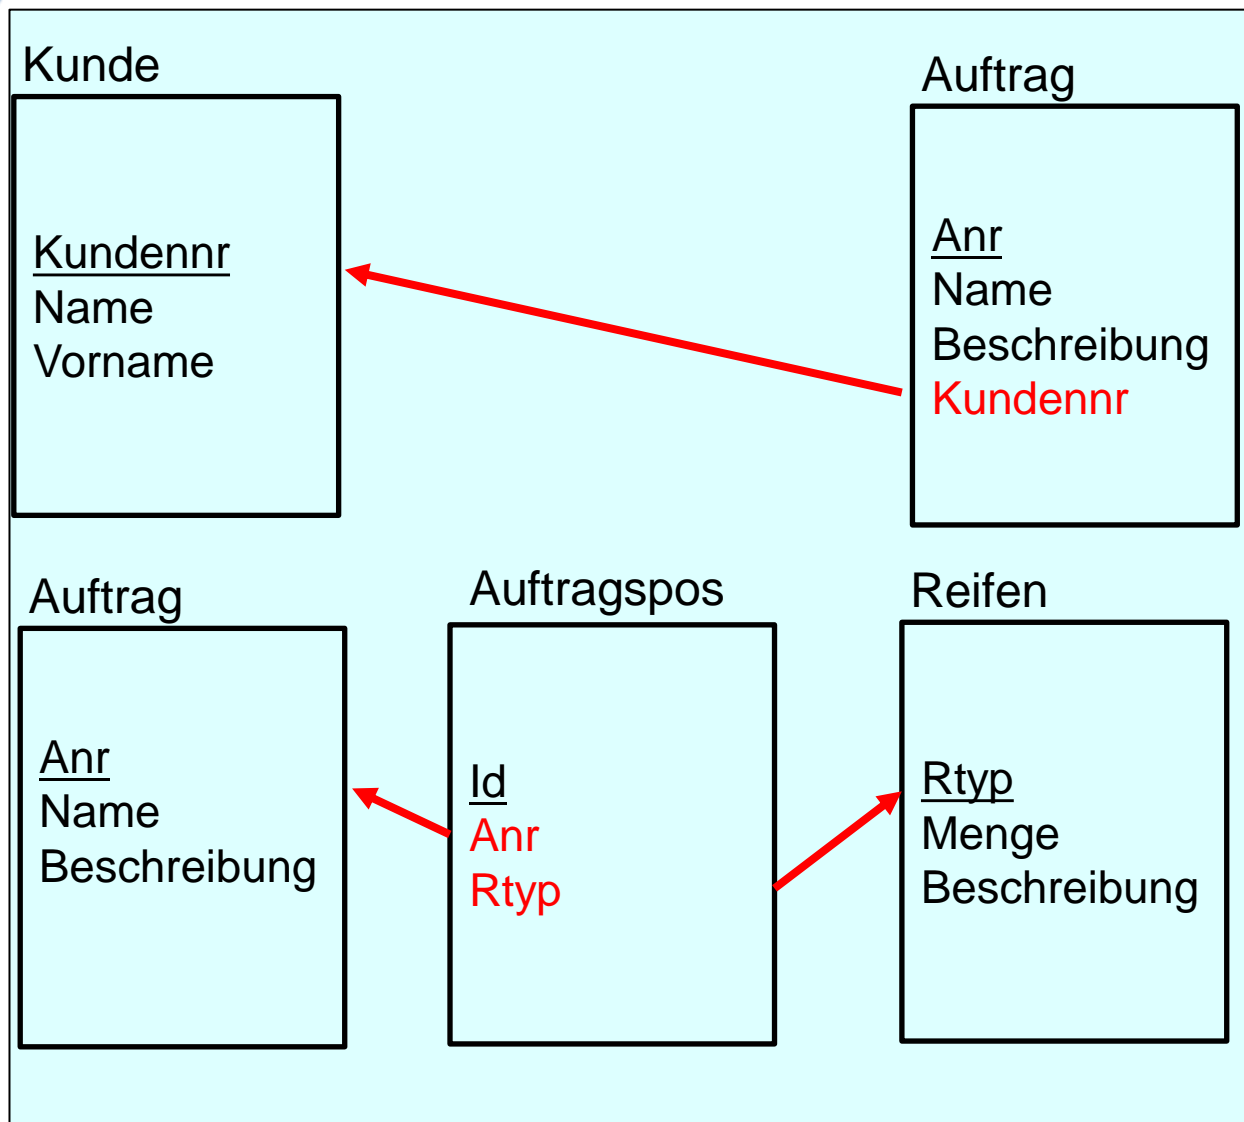 Kunde
Kundennr
Name
Vorname
Auftrag
Anr
Name
Beschreibung
Kundennr
Auftrag
Anr
Name
Beschreibung
Auftragspos
Id
Anr
Rtyp
Reifen
Rtyp
Menge
Beschreibung